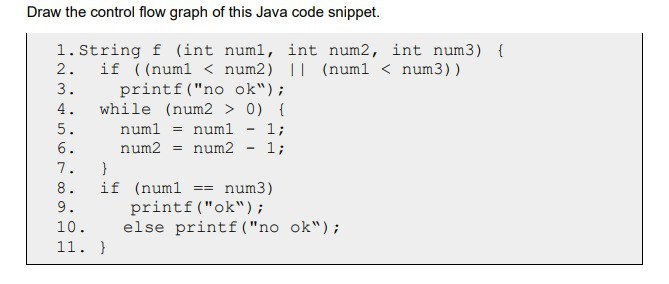 Draw the control flow graph of this Java code snippet.
1. String f (int num1, int num2, int num3) {
2. if ((num1 < num2) || (num1 < num3))
3. printf("no ok‟);
4. while (num2 > 0) {
5. num1 = num1 - 1;
6. num2 = num2 - 1;
7. }
8. if (num1 == num3)
9. printf("ok‟);
10. else printf("no ok‟);
11. }